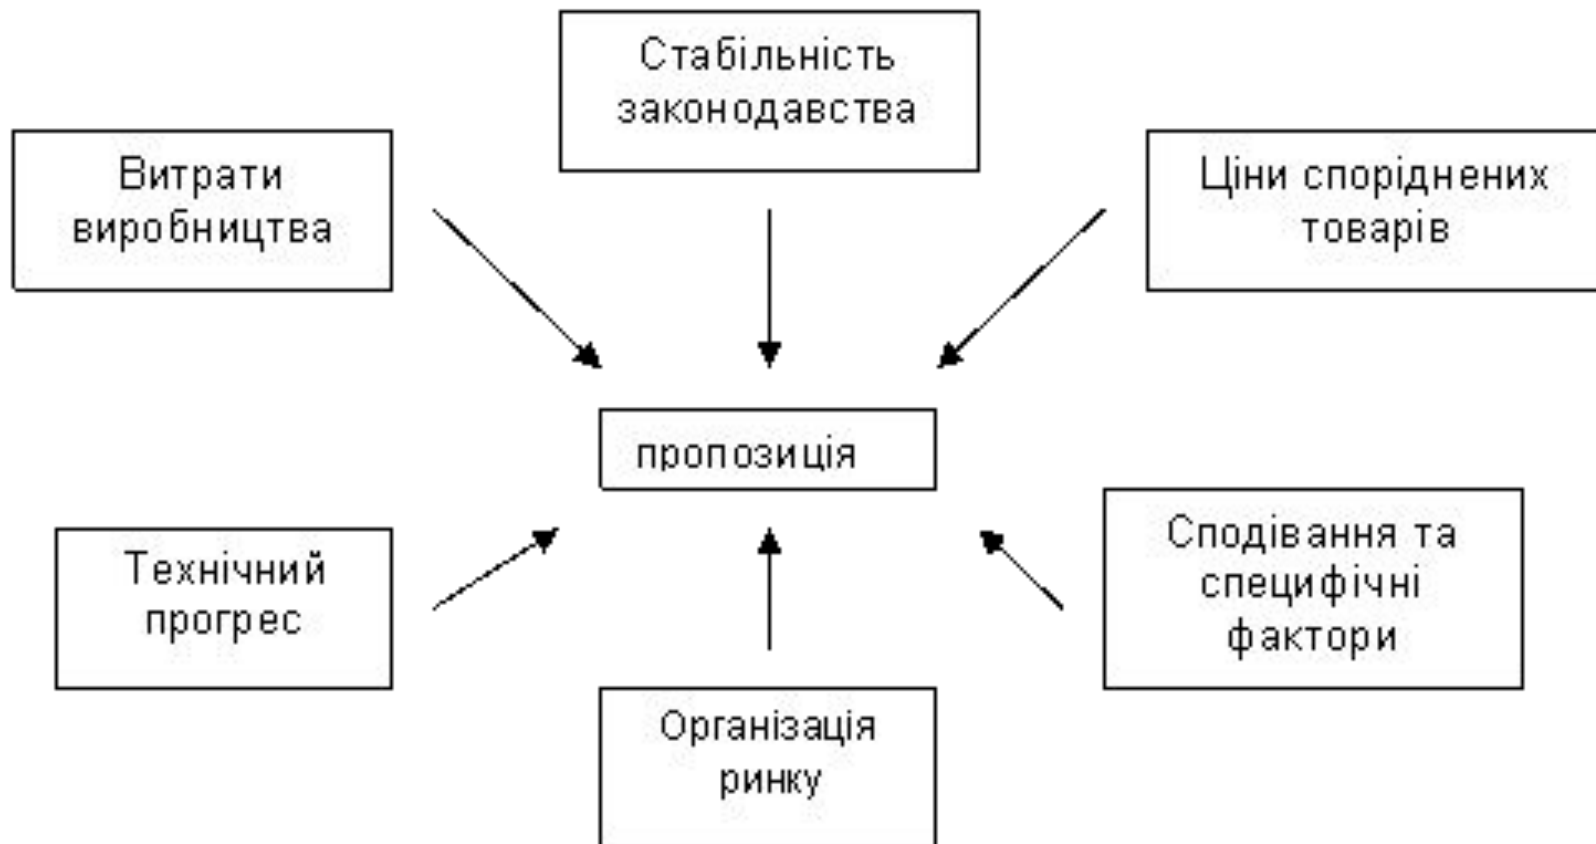 Стабільність
законодавства
Витрати
виробництва
Ціни споріднених
товарів
пропозиція
Технічний
прогрес
Сподівання та
специфічні
фактори
Організація
ринку